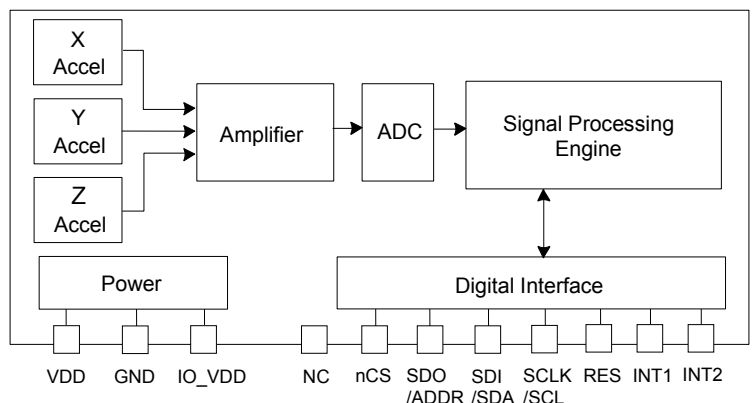 X
Accel
Y
Accel
Z
Accel
Amplifier
ADC
Signal Processing
Engine
Power
Digital Interface
VDD
GND
IO_VDD
NC
nCS
SDO
/ADDR
SDI
/SDA
SCLK
/SCL
RES
INT1
INT2